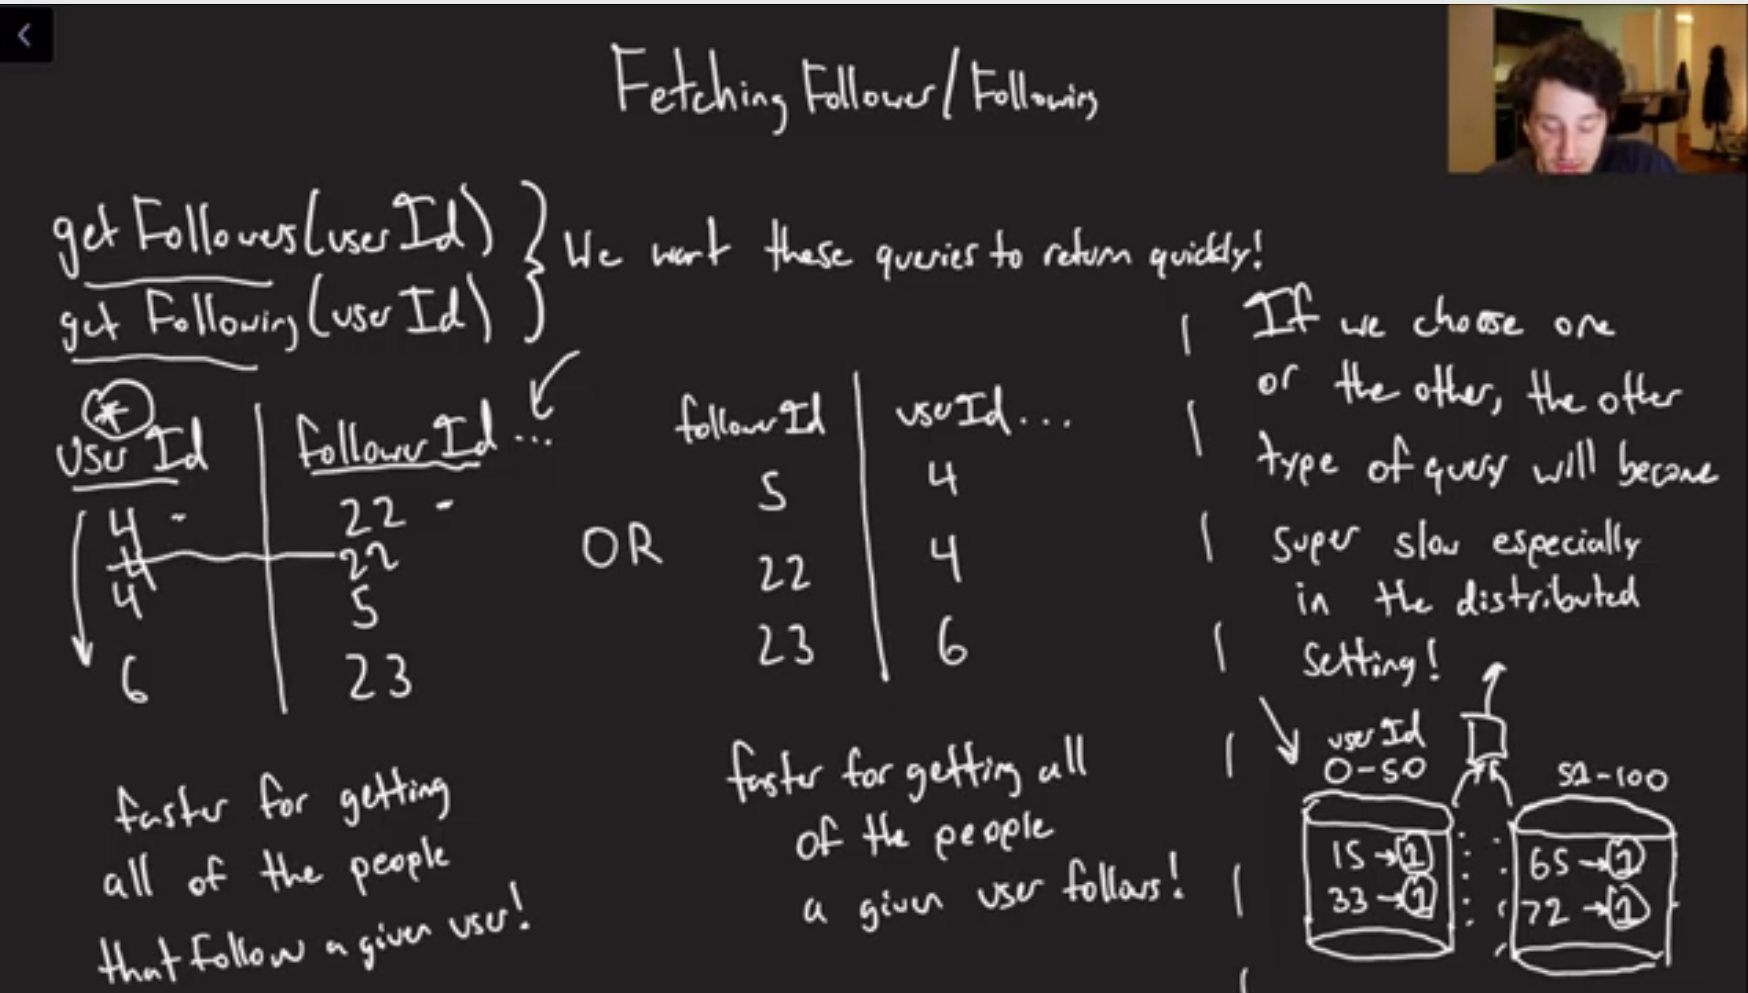 Fetching Follower/Following
getFollowers(userId)
getFollowing(userId)
We want these queries to return quickly!
*
User Id | follower Id...
4 22
4 22
4 5
6 23
faster for getting
all of the people
that follow a given user!
OR
followerId | userId...
5 4
22 4
23 6
faster for getting all
of the people
a given user follows!
If we choose one
or the other, the other
type of query will become
super slow especially
in the distributed
setting!
userId
0-50
15→1
33→1
51-100
65→1
72→1